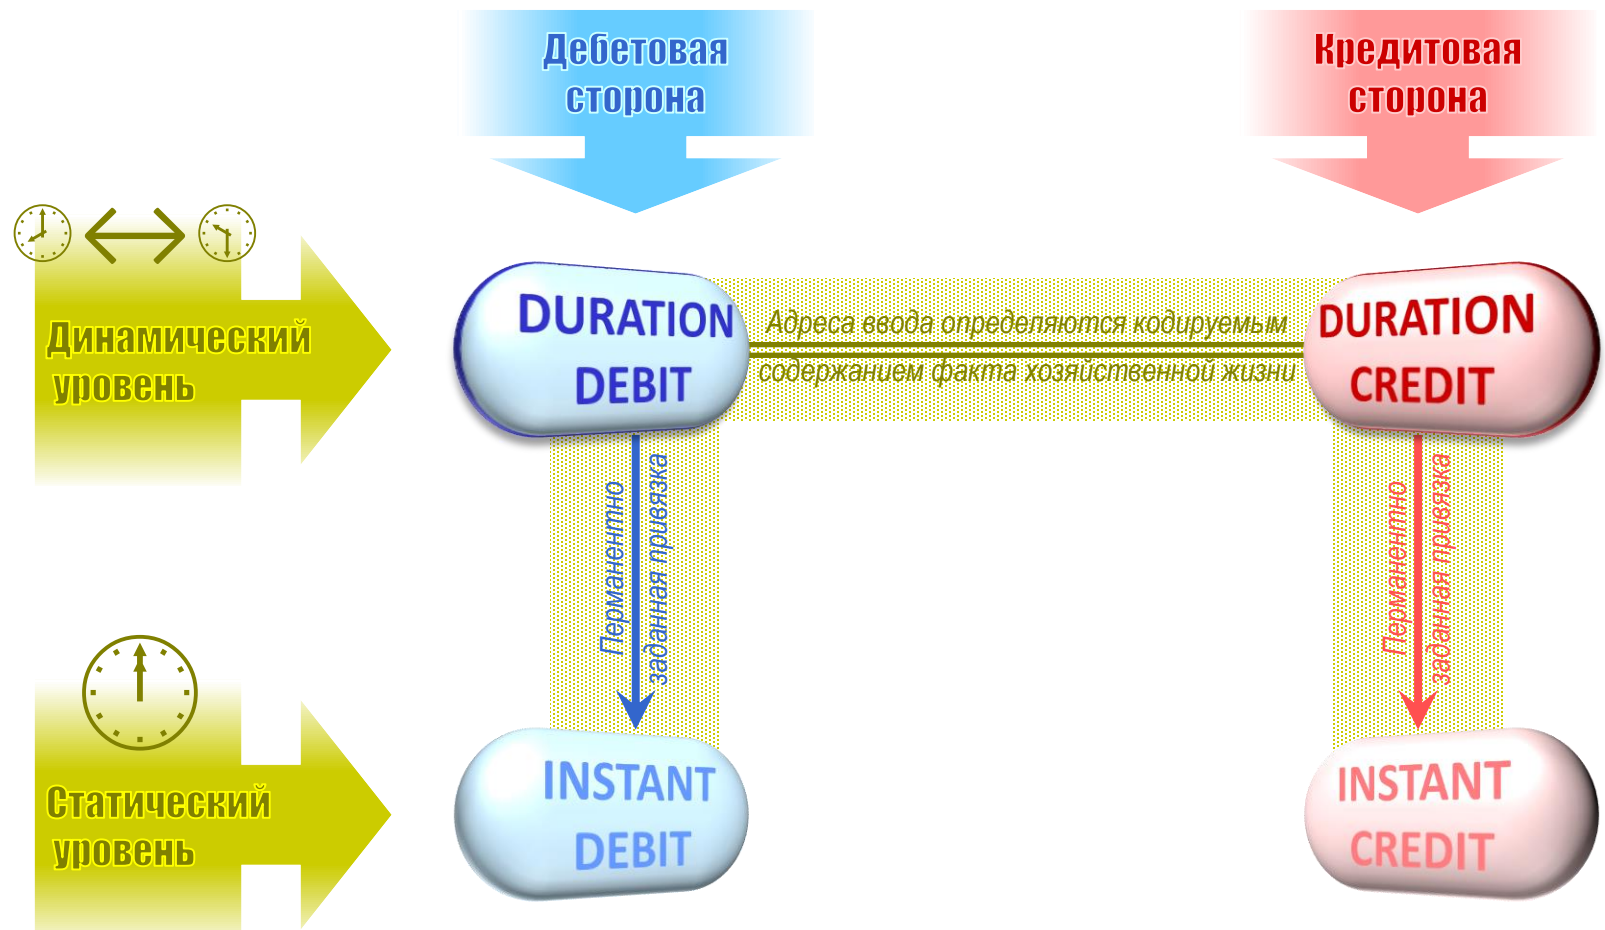 Дебетовая
сторона
Кредитовая
сторона
Динамический
уровень
DURATION
DEBIT
Адреса ввода определяются кодируемым
содержанием факта хозяйственной жизни
DURATION
CREDIT
Перманентно
заданная привязка
Перманентно
заданная привязка
Статический
уровень
INSTANT
DEBIT
INSTANT
CREDIT